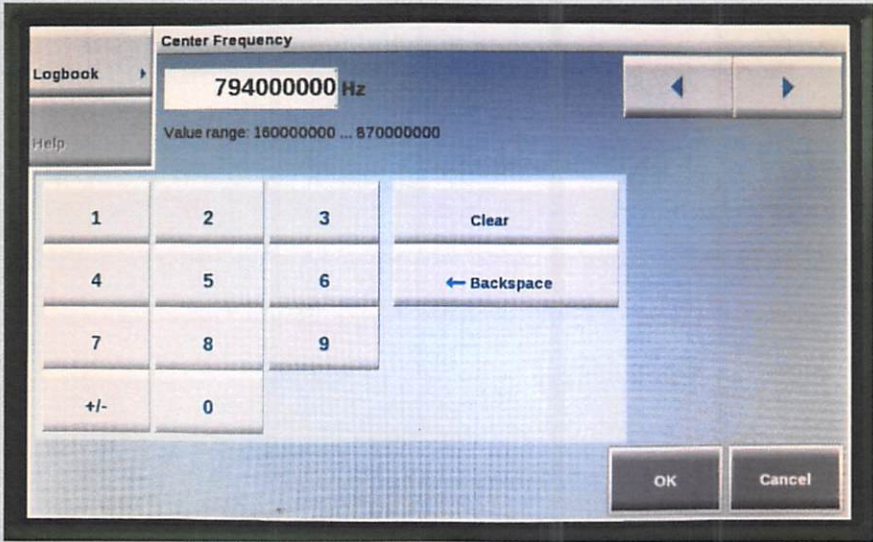 Center Frequency
Logbook
794000000 Hz
Help
Value range: 160000000 ... 870000000
1 2 3 Clear
4 5 6 ← Backspace
7 8 9
+/- 0
OK Cancel